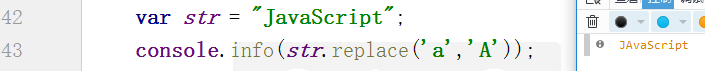 42 var str = "JavaScript";
43 console.info(str.replace('a','A'));
JAvaScript